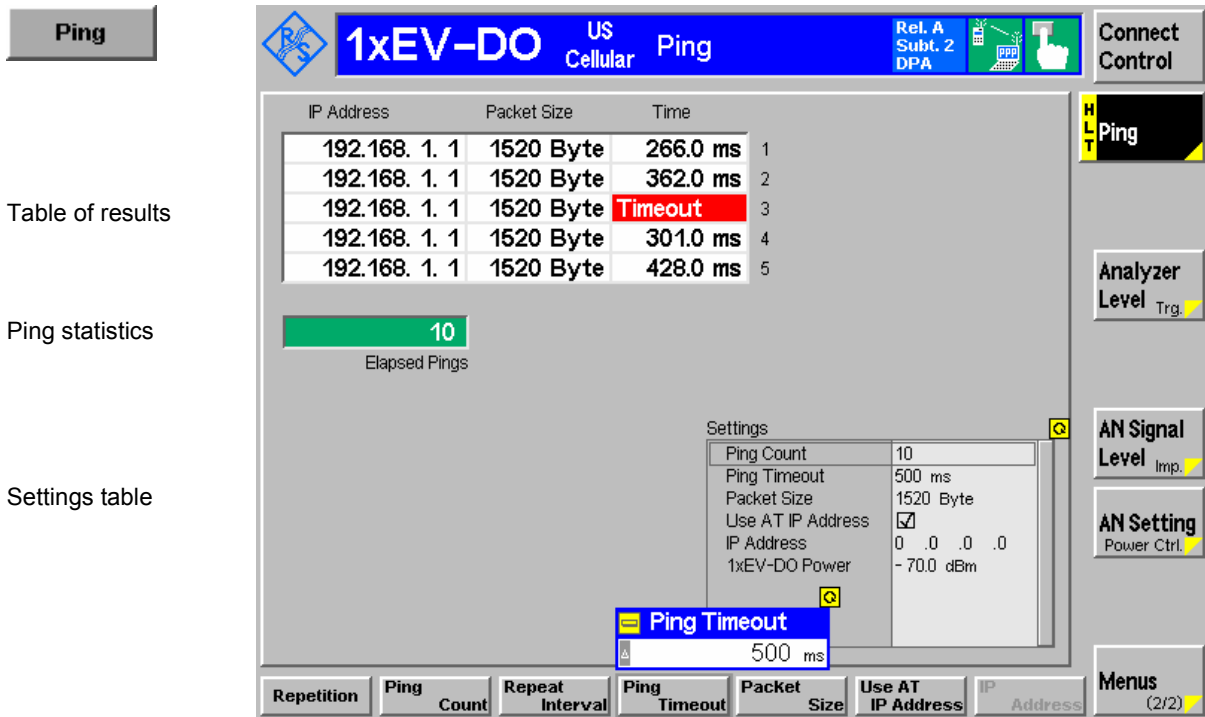 Ping
R&S
1xEV-DO US Cellular Ping
Rel. A
Subt. 2
DPA
Connect Control
IP Address Packet Size Time
192.168. 1. 1 1520 Byte 266.0 ms 1
192.168. 1. 1 1520 Byte 362.0 ms 2
192.168. 1. 1 1520 Byte Timeout 3
192.168. 1. 1 1520 Byte 301.0 ms 4
192.168. 1. 1 1520 Byte 428.0 ms 5
HLT Ping
Table of results
Analyzer
Level Trg.
Ping statistics
10
Elapsed Pings
Settings
Ping Count 10
Ping Timeout 500 ms
Packet Size 1520 Byte
Use AT IP Address
IP Address 0 .0 .0 .0
1xEV-DO Power - 70.0 dBm
AN Signal
Level Imp.
Settings table
AN Setting
Power Ctrl.
Ping Timeout
500 ms
Repetition
Ping Count
Repeat Interval
Ping Timeout
Packet Size
Use AT IP Address
IP Address
Menus
(2/2)